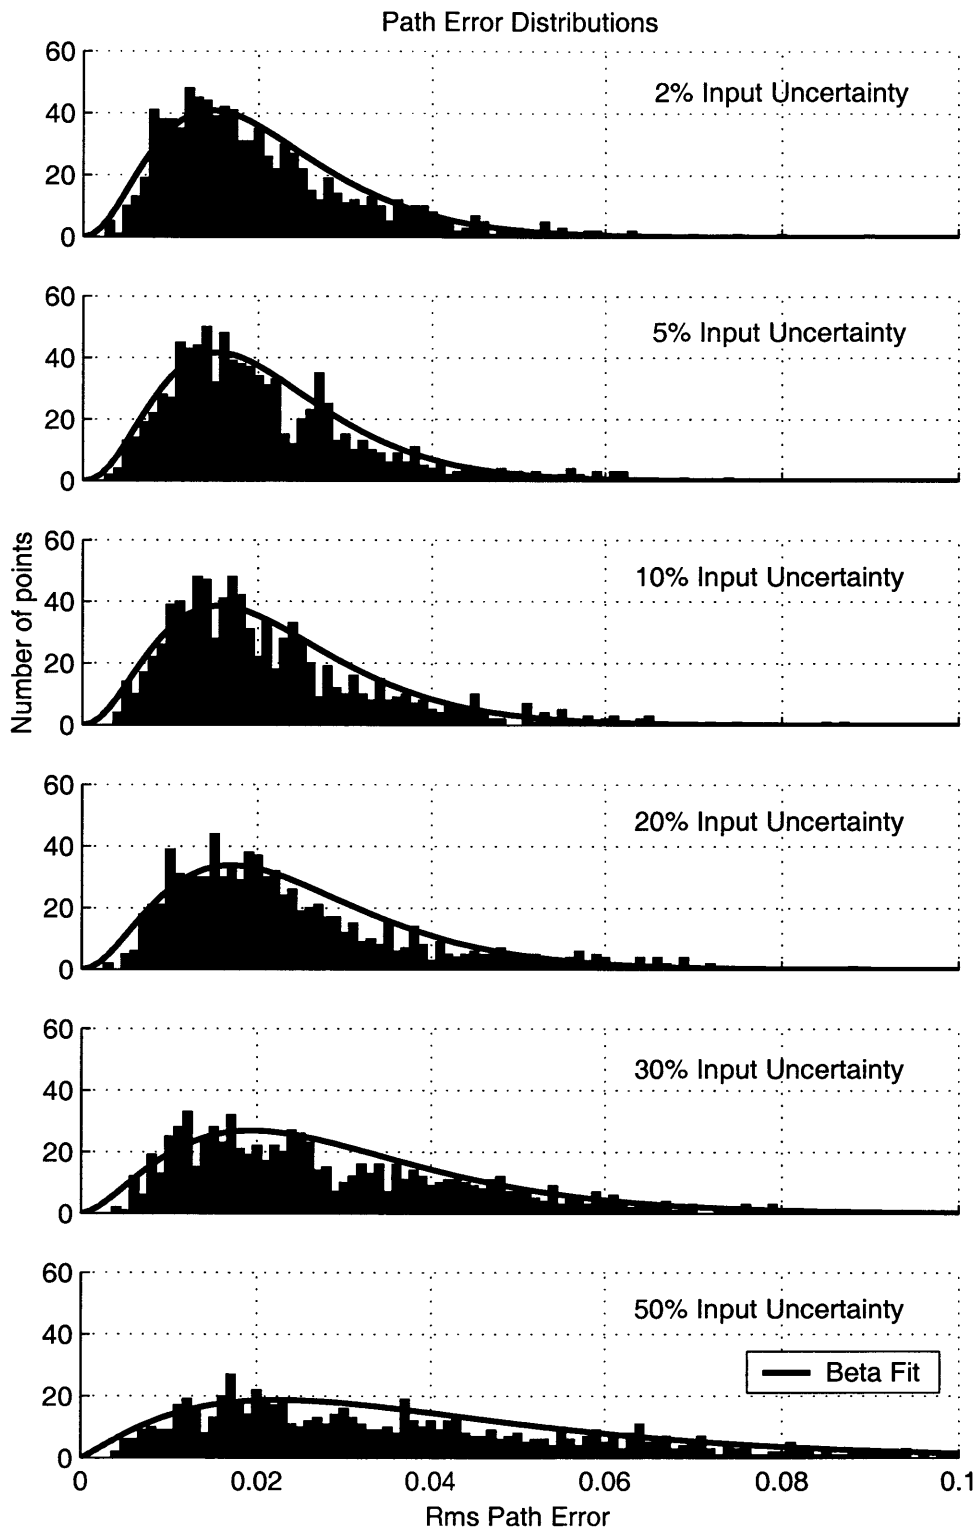 Path Error Distributions
60
40
20
0
2% Input Uncertainty
60
40
20
0
5% Input Uncertainty
60
40
20
0
10% Input Uncertainty
Number of points
60
40
20
0
20% Input Uncertainty
60
40
20
0
30% Input Uncertainty
60
40
20
0
50% Input Uncertainty
Beta Fit
0 0.02 0.04 0.06 0.08 0.1
Rms Path Error